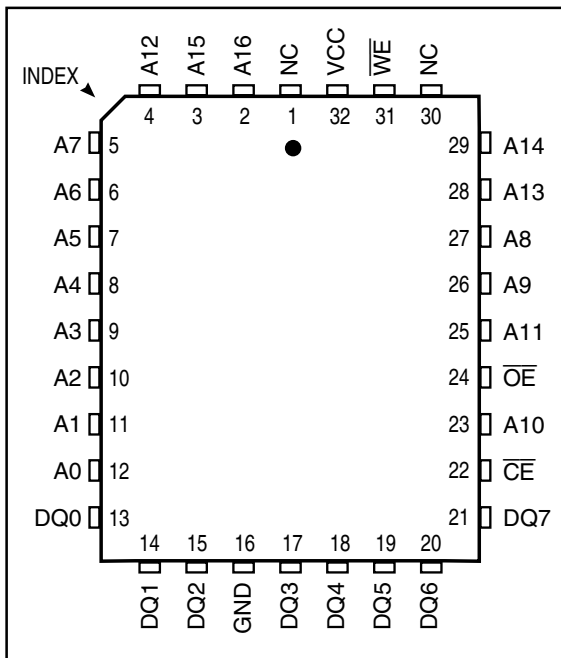 INDEX
A12 A15 A16 NC VCC W̅E̅ NC
4 3 2 1 32 31 30
A7 5 29 A14
A6 6 28 A13
A5 7 27 A8
A4 8 26 A9
A3 9 25 A11
A2 10 24 O̅E̅
A1 11 23 A10
A0 12 22 C̅E̅
DQ0 13 21 DQ7
14 15 16 17 18 19 20
DQ1 DQ2 GND DQ3 DQ4 DQ5 DQ6